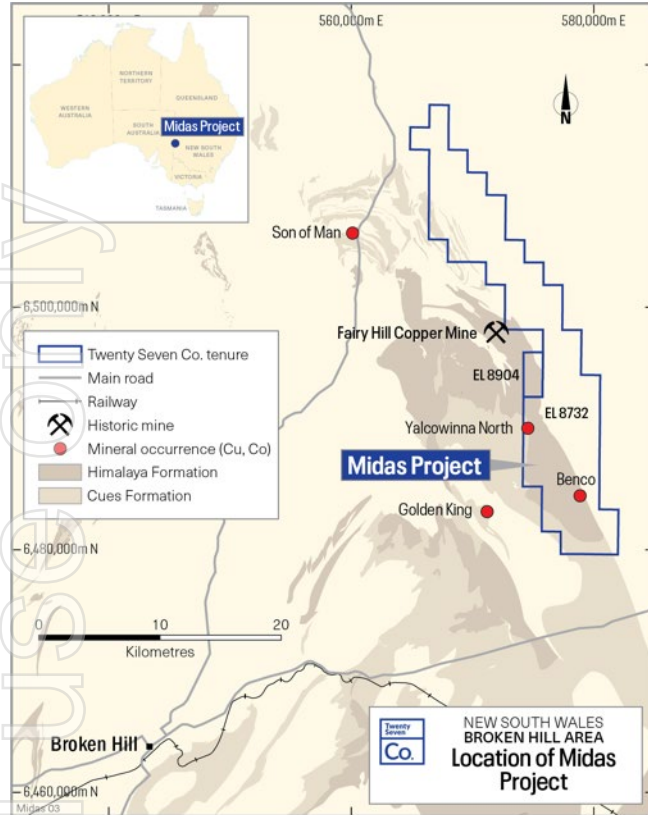 560,000m E
580,000m E
NORTHERN
TERRITORY
QUEENSLAND
WESTERN
AUSTRALIA
SOUTH
AUSTRALIA
Midas Project
NEW SOUTH
WALES
VICTORIA
TASMANIA
N
Son of Man
6,500,000m N
Fairy Hill Copper Mine
EL 8904
Twenty Seven Co. tenure
Main road
Railway
Historic mine
Mineral occurrence (Cu, Co)
Himalaya Formation
Cues Formation
EL 8732
Yalcowinna North
Midas Project
Benco
Golden King
6,480,000m N
0 10 20
Kilometres
Broken Hill
Twenty
Seven
Co.
NEW SOUTH WALES
BROKEN HILL AREA
Location of Midas
Project
6,460,000m N
Midas 03
use only